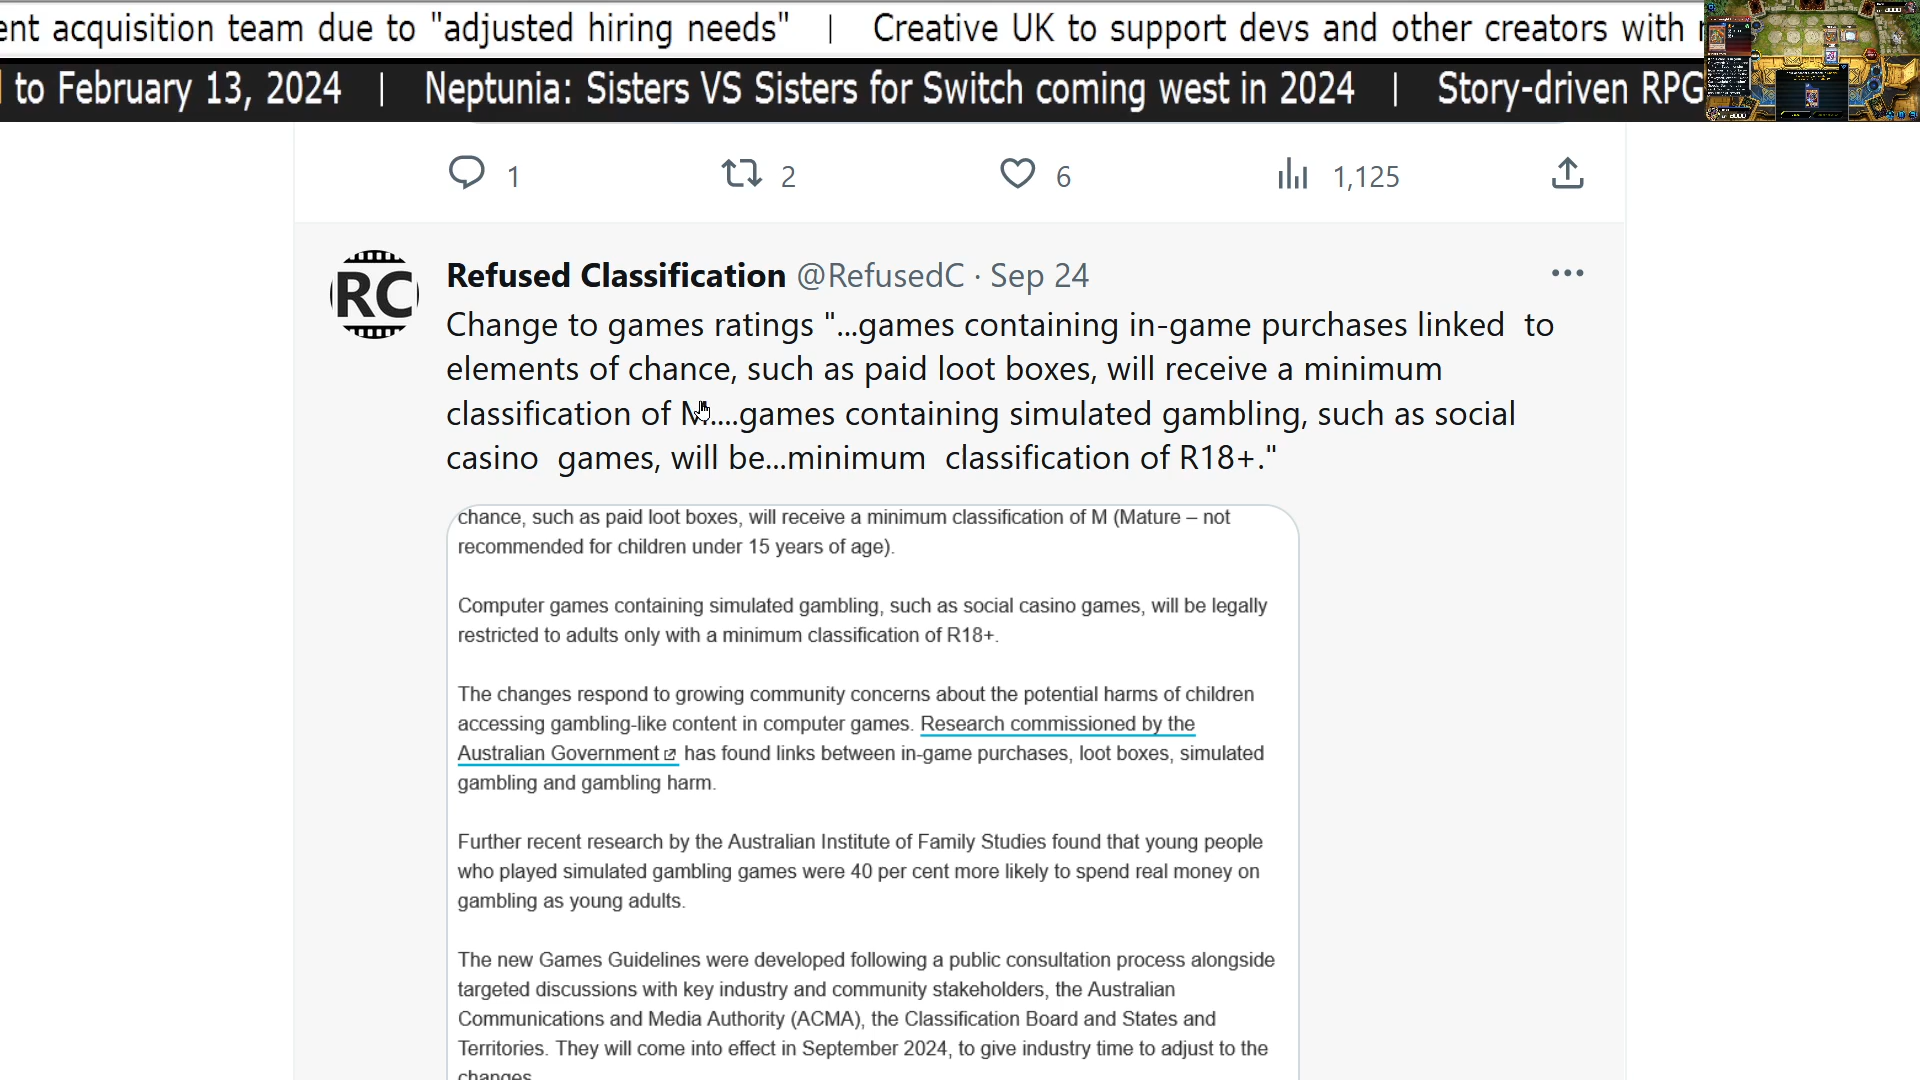 ent acquisition team due to "adjusted hiring needs" | Creative UK to support devs and other creators with
to February 13, 2024 | Neptunia: Sisters VS Sisters for Switch coming west in 2024 | Story-driven RPG
1 2 6 1,125
RC
Refused Classification @RefusedC · Sep 24
Change to games ratings "...games containing in-game purchases linked to
elements of chance, such as paid loot boxes, will receive a minimum
classification of M....games containing simulated gambling, such as social
casino games, will be...minimum classification of R18+."
chance, such as paid loot boxes, will receive a minimum classification of M (Mature – not
recommended for children under 15 years of age).
Computer games containing simulated gambling, such as social casino games, will be legally
restricted to adults only with a minimum classification of R18+.
The changes respond to growing community concerns about the potential harms of children
accessing gambling-like content in computer games. Research commissioned by the
Australian Government has found links between in-game purchases, loot boxes, simulated
gambling and gambling harm.
Further recent research by the Australian Institute of Family Studies found that young people
who played simulated gambling games were 40 per cent more likely to spend real money on
gambling as young adults.
The new Games Guidelines were developed following a public consultation process alongside
targeted discussions with key industry and community stakeholders, the Australian
Communications and Media Authority (ACMA), the Classification Board and States and
Territories. They will come into effect in September 2024, to give industry time to adjust to the
changes.